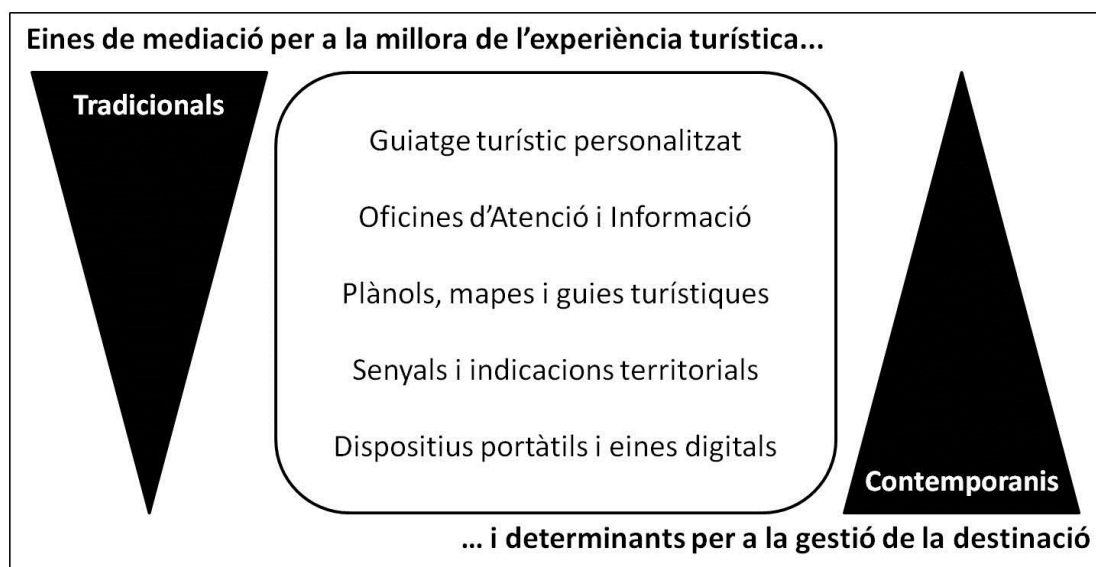 Eines de mediació per a la millora de l’experiència turística...
Tradicionals
Guiatge turístic personalitzat
Oficines d’Atenció i Informació
Plànols, mapes i guies turístiques
Senyals i indicacions territorials
Dispositius portàtils i eines digitals
Contemporanis
... i determinants per a la gestió de la destinació